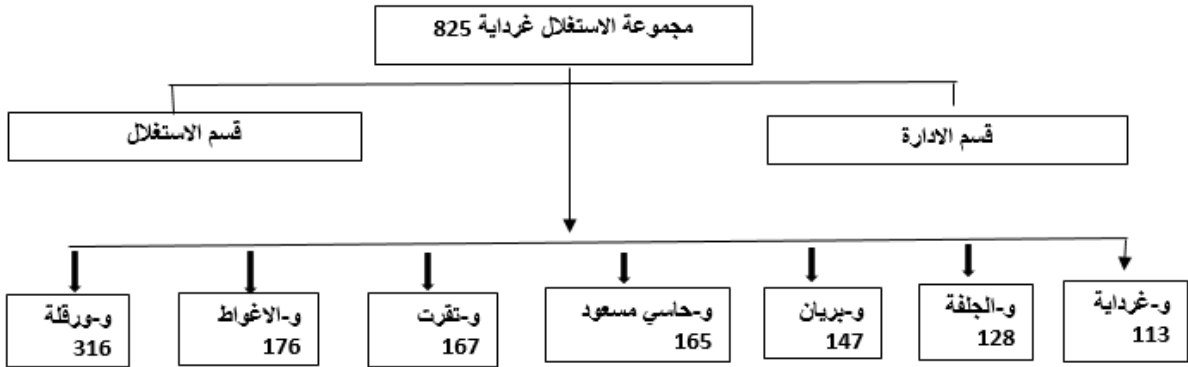 مجموعة الاستغلال غرداية 825
قسم الادارة
قسم الاستغلال
و-غرداية
113
و-الجلفة
128
و-بريان
147
و-حاسي مسعود
165
و-تقرت
167
و-الاغواط
176
و-ورقلة
316